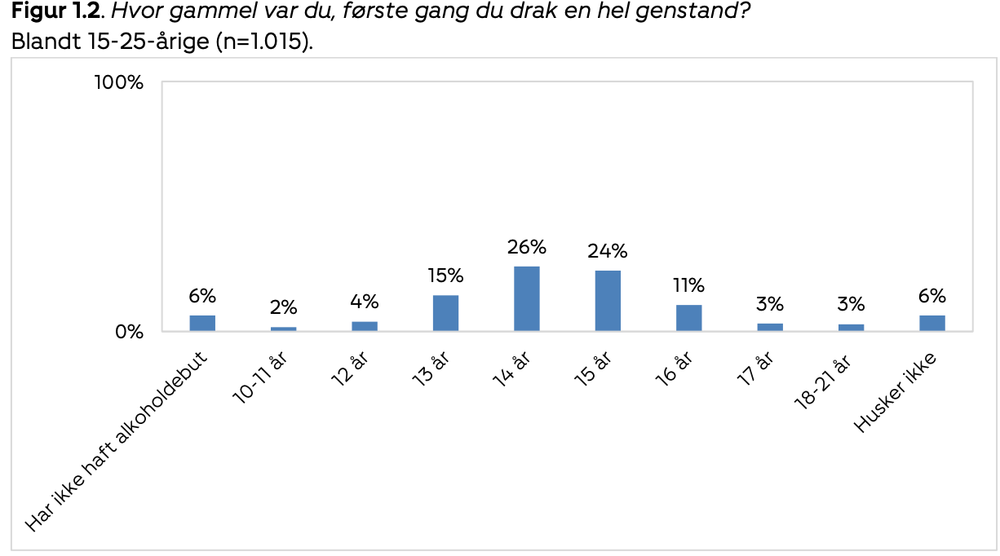 Figur 1.2. Hvor gammel var du, første gang du drak en hel genstand?
Blandt 15-25-årige (n=1.015).
100%
0%
6%
2%
4%
15%
26%
24%
11%
3%
3%
6%
Har ikke haft alkoholdebut
10-11 år
12 år
13 år
14 år
15 år
16 år
17 år
18-21 år
Husker ikke